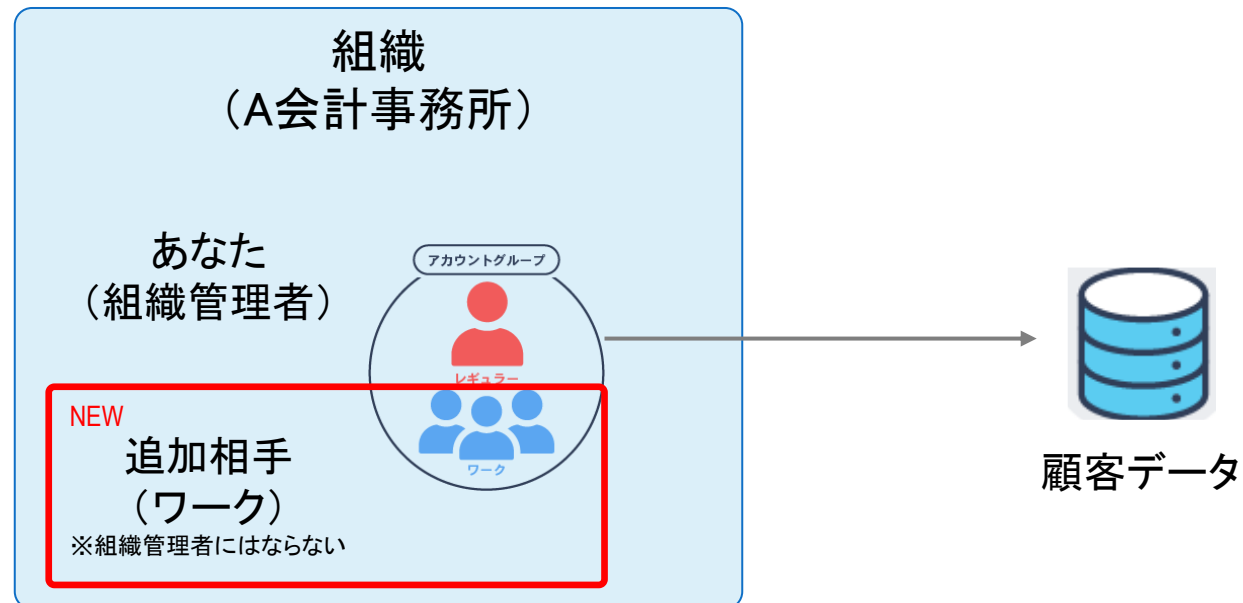 組織
（A会計事務所）
あなた
（組織管理者）
アカウントグループ
レギュラー
NEW
追加相手
（ワーク）
※組織管理者にはならない
ワーク
顧客データ